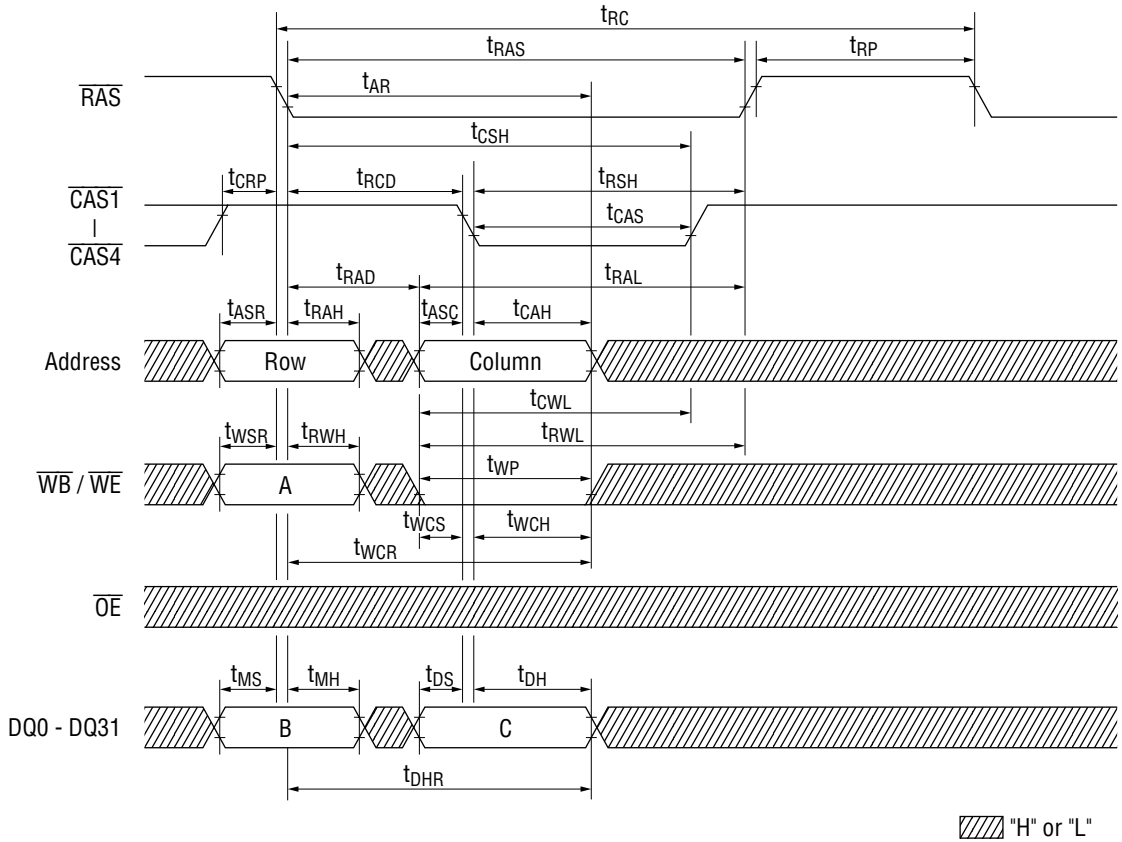 tRC
tRAS
tRP
tAR
RAS
tCSH
tCRP
tRCD
tRSH
CAS1
|
CAS4
tCAS
tRAD
tRAL
tASR
tRAH
tASC
tCAH
Address
Row
Column
tCWL
tWSR
tRWH
tRWL
WB / WE
A
tWP
tWCS
tWCH
tWCR
OE
tMS
tMH
tDS
tDH
DQ0 - DQ31
B
C
tDHR
"H" or "L"